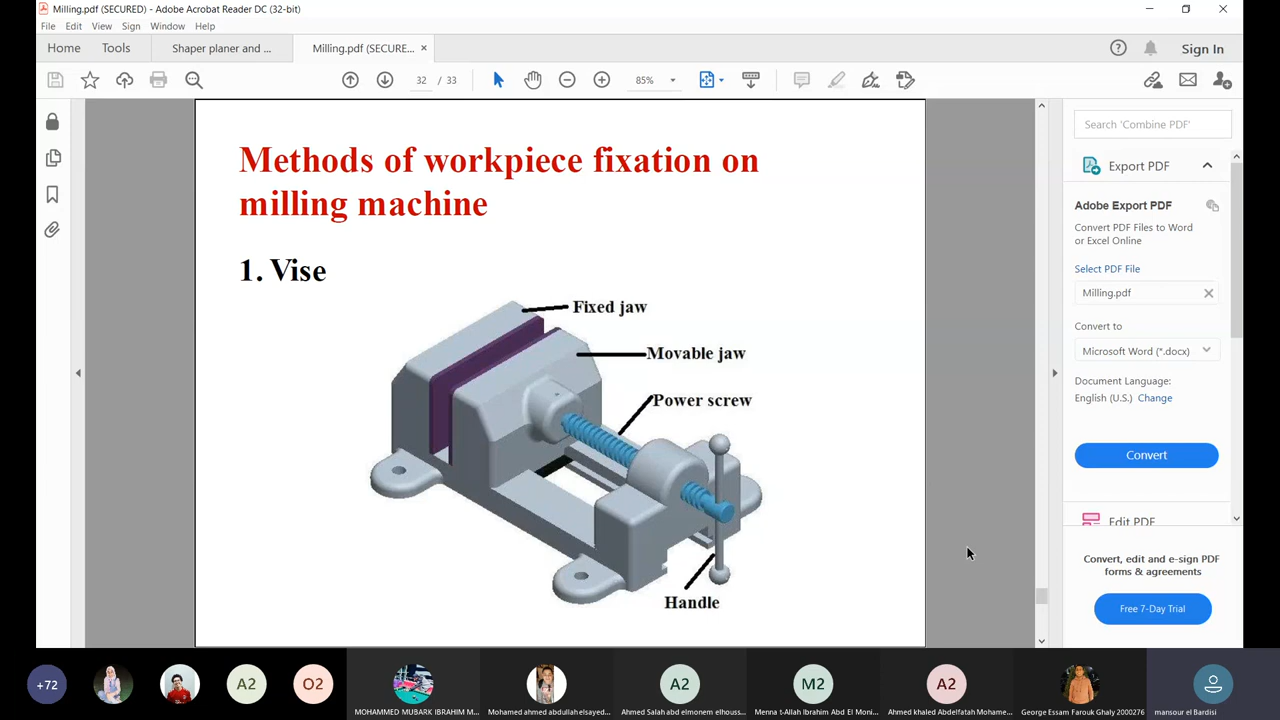 Milling.pdf (SECURED) - Adobe Acrobat Reader DC (32-bit)
File Edit View Sign Window Help
Home Tools Shaper planer and ... Milling.pdf (SECURE... × Sign In
32 / 33 85%
Methods of workpiece fixation on
milling machine
1. Vise
Fixed jaw
Movable jaw
Power screw
Handle
Search 'Combine PDF'
Export PDF
Adobe Export PDF
Convert PDF Files to Word
or Excel Online
Select PDF File
Milling.pdf
Convert to
Microsoft Word (*.docx)
Document Language:
English (U.S.) Change
Convert
Edit PDF
Convert, edit and e-sign PDF
forms & agreements
Free 7-Day Trial
+72 A2 O2 A2 M2 A2
MOHAMMED MUBARK IBRAHIM M... Mohamed ahmed abdullah elsayed... Ahmed Salah abd elmonem elhouss... Menna t-Allah Ibrahim Abd El Moni... Ahmed khaled Abdelfatah Mohame... George Essam Farouk Ghaly 2000276 mansour el Bardisi